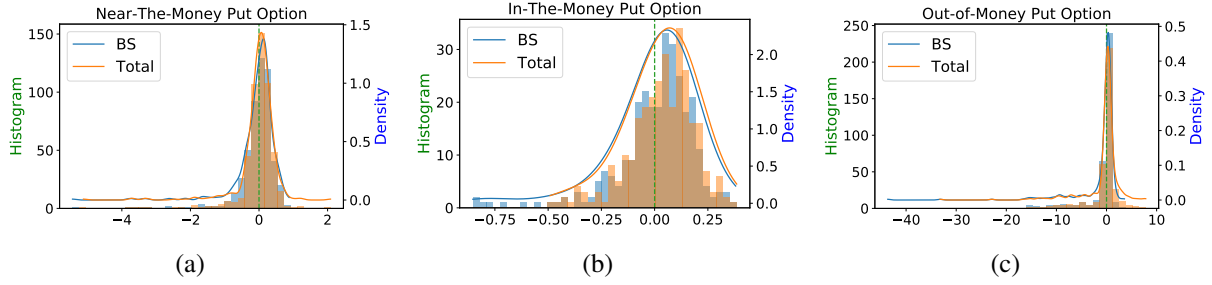 Near-The-Money Put Option
BS
Total
Histogram
150
100
50
0
−4
−2
0
2
Density
1.5
1.0
0.5
0.0
(a)
In-The-Money Put Option
BS
Total
Histogram
30
20
10
0
−0.75
−0.50
−0.25
0.00
0.25
Density
2.0
1.5
1.0
0.5
0.0
(b)
Out-of-Money Put Option
BS
Total
Histogram
250
200
150
100
50
0
−40
−30
−20
−10
0
10
Density
0.5
0.4
0.3
0.2
0.1
0.0
(c)